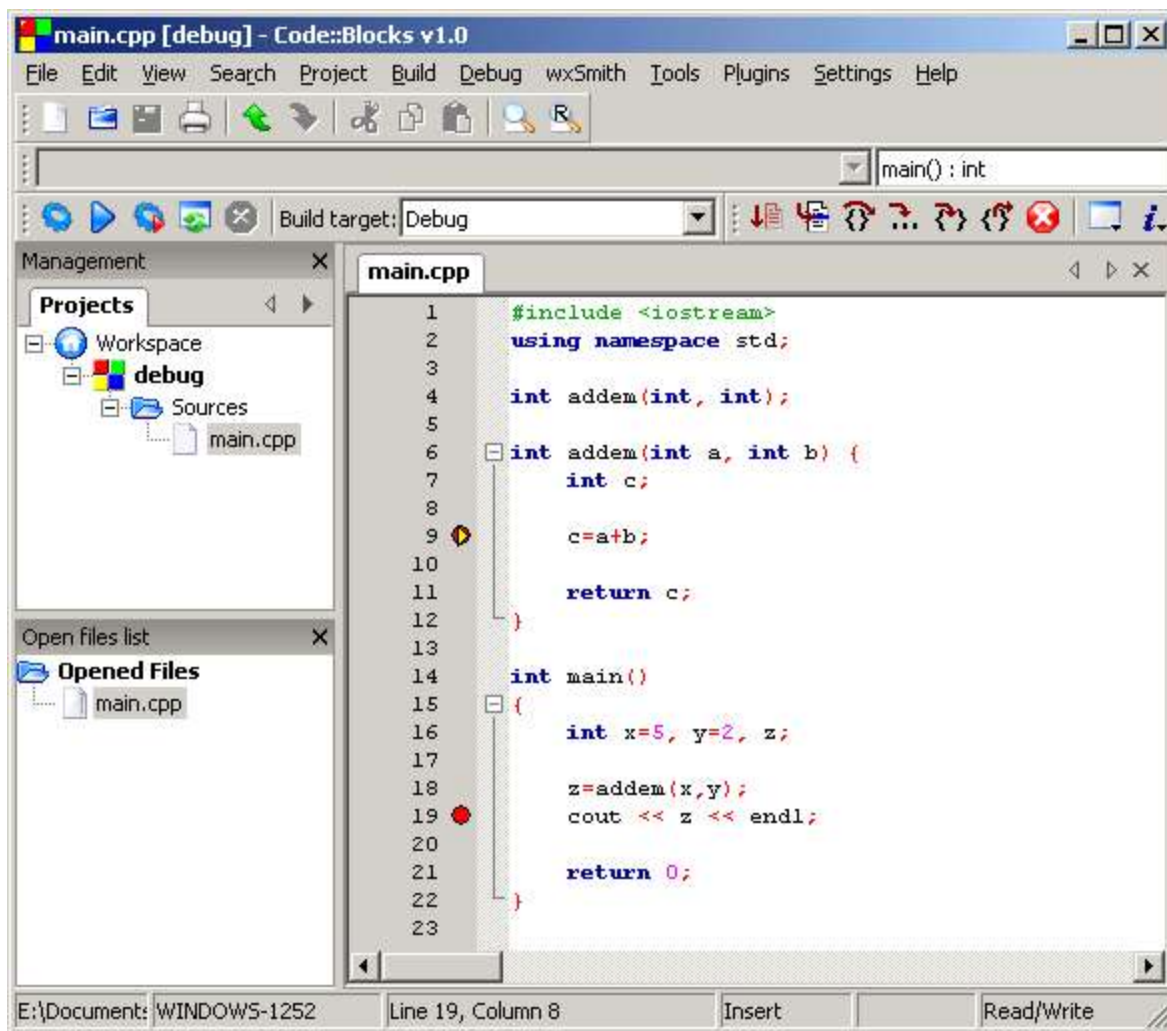 main.cpp [debug] - Code::Blocks v1.0
File Edit View Search Project Build Debug wxSmith Tools Plugins Settings Help
main() : int
Build target: Debug
Management
Projects
Workspace
debug
Sources
main.cpp
Open files list
Opened Files
main.cpp
main.cpp
1 #include <iostream>
2 using namespace std;
3
4 int addem(int, int);
5
6 int addem(int a, int b) {
7 int c;
8
9 c=a+b;
10
11 return c;
12 }
13
14 int main()
15 {
16 int x=5, y=2, z;
17
18 z=addem(x,y);
19 cout << z << endl;
20
21 return 0;
22 }
23
E:\Document: WINDOWS-1252 Line 19, Column 8 Insert Read/Write